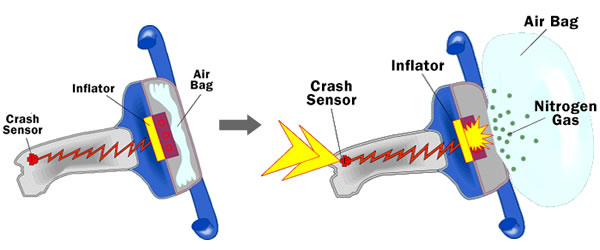 Inflator
Air
Bag
Crash
Sensor
Air Bag
Inflator
Crash
Sensor
Nitrogen
Gas